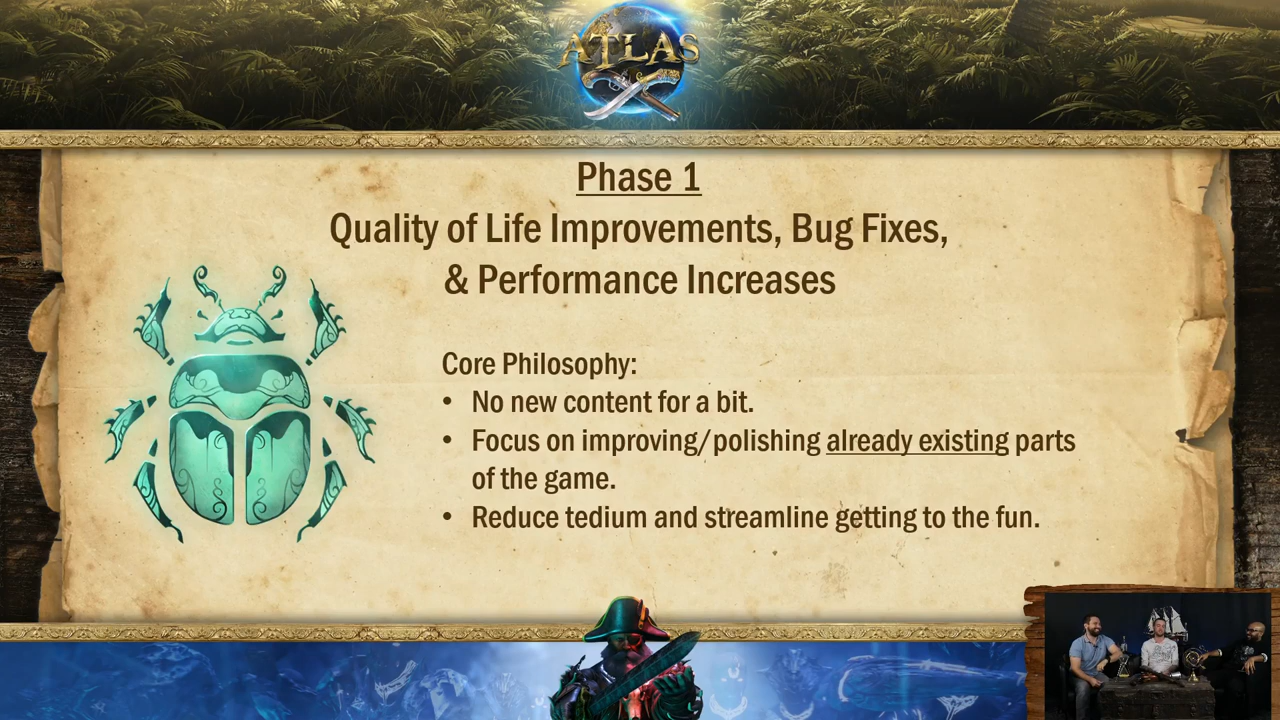 ATLAS
Phase 1
Quality of Life Improvements, Bug Fixes,
& Performance Increases
Core Philosophy:
• No new content for a bit.
• Focus on improving/polishing already existing parts
of the game.
• Reduce tedium and streamline getting to the fun.